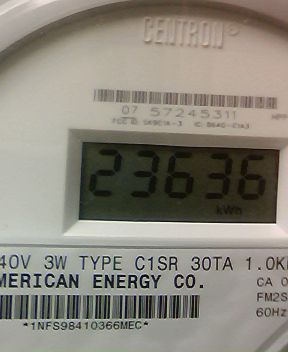 CENTRON®
07 57245311
23636
kWh
40V 3W TYPE C1SR 30TA 1.0K
MERICAN ENERGY CO.
CA 0
FM2S
60Hz
*1NFS98410366MEC*